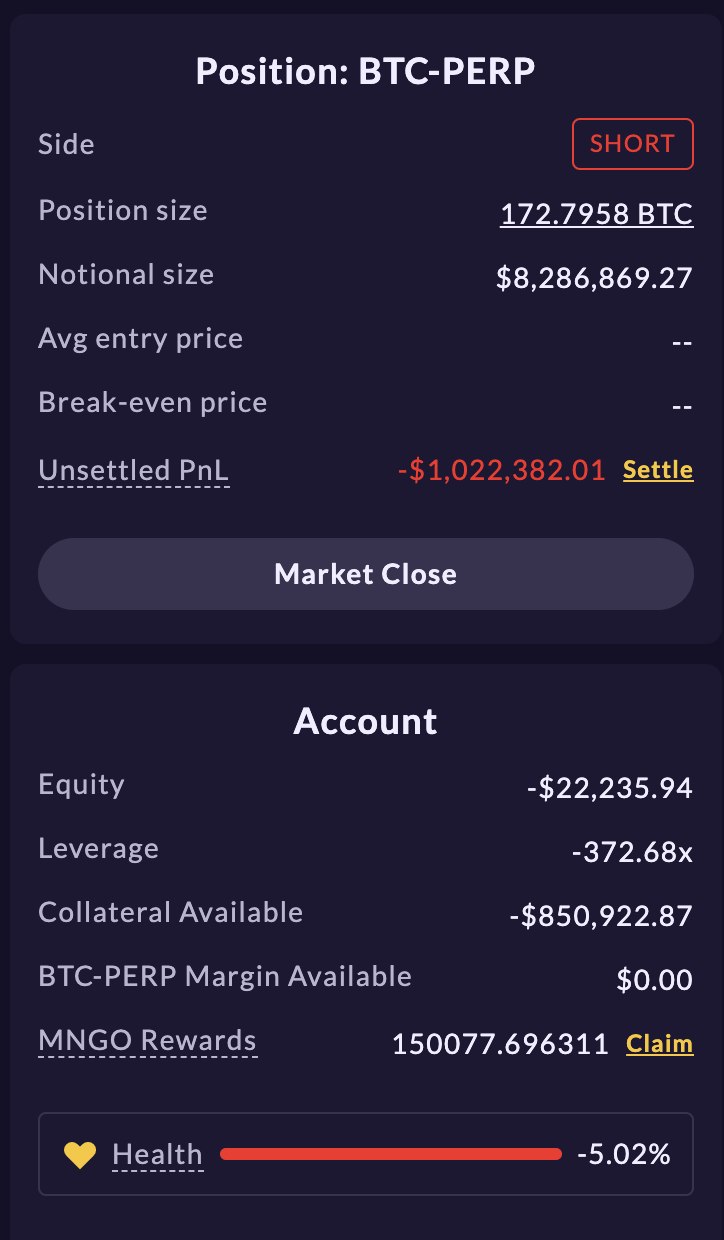 Position: BTC-PERP
Side SHORT
Position size 172.7958 BTC
Notional size $8,286,869.27
Avg entry price --
Break-even price --
Unsettled PnL -$1,022,382.01 Settle
Market Close
Account
Equity -$22,235.94
Leverage -372.68x
Collateral Available -$850,922.87
BTC-PERP Margin Available $0.00
MNGO Rewards 150077.696311 Claim
Health -5.02%